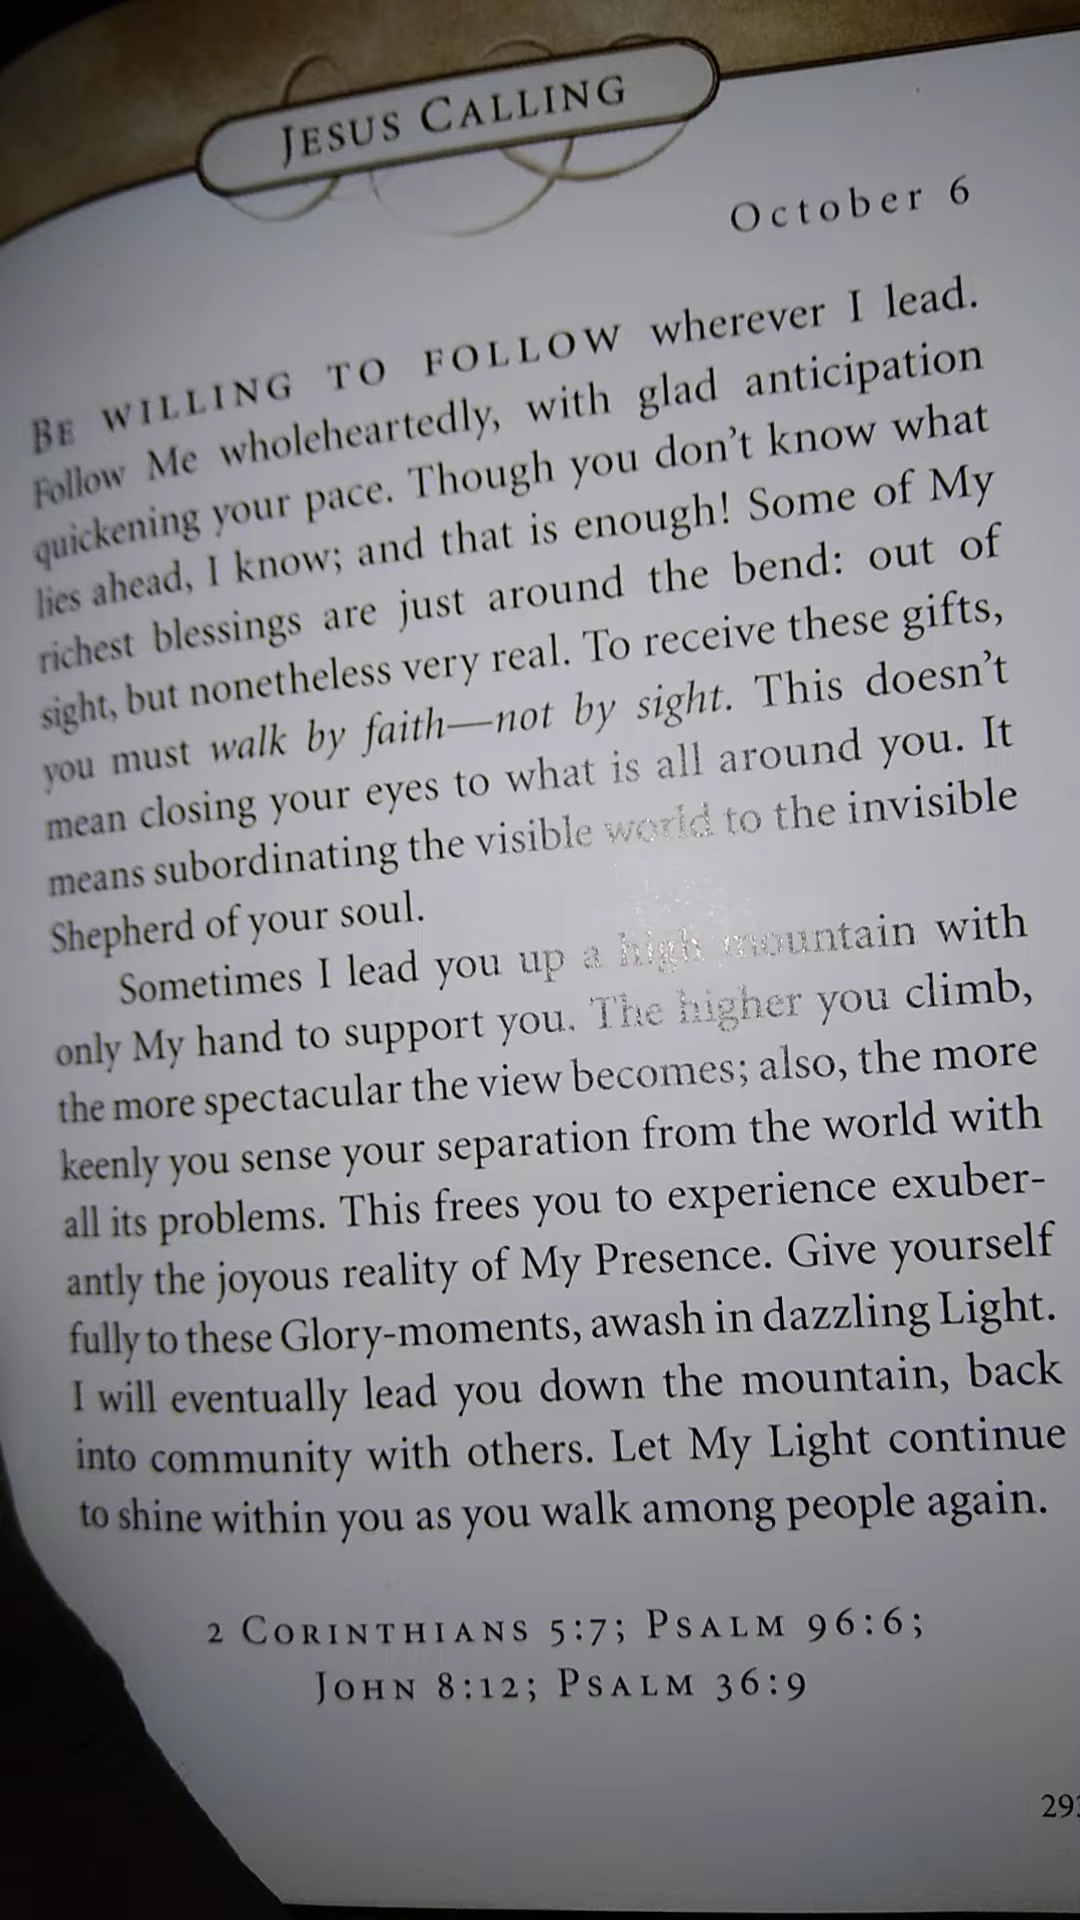 JESUS CALLING
October 6
BE WILLING TO FOLLOW wherever I lead.
Follow Me wholeheartedly, with glad anticipation
quickening your pace. Though you don't know what
lies ahead, I know; and that is enough! Some of My
richest blessings are just around the bend: out of
sight, but nonetheless very real. To receive these gifts,
you must walk by faith—not by sight. This doesn't
mean closing your eyes to what is all around you. It
means subordinating the visible world to the invisible
Shepherd of your soul.
Sometimes I lead you up a high mountain with
only My hand to support you. The higher you climb,
the more spectacular the view becomes; also, the more
keenly you sense your separation from the world with
all its problems. This frees you to experience exuber-
antly the joyous reality of My Presence. Give yourself
fully to these Glory-moments, awash in dazzling Light.
I will eventually lead you down the mountain, back
into community with others. Let My Light continue
to shine within you as you walk among people again.
2 CORINTHIANS 5:7; PSALM 96:6;
JOHN 8:12; PSALM 36:9